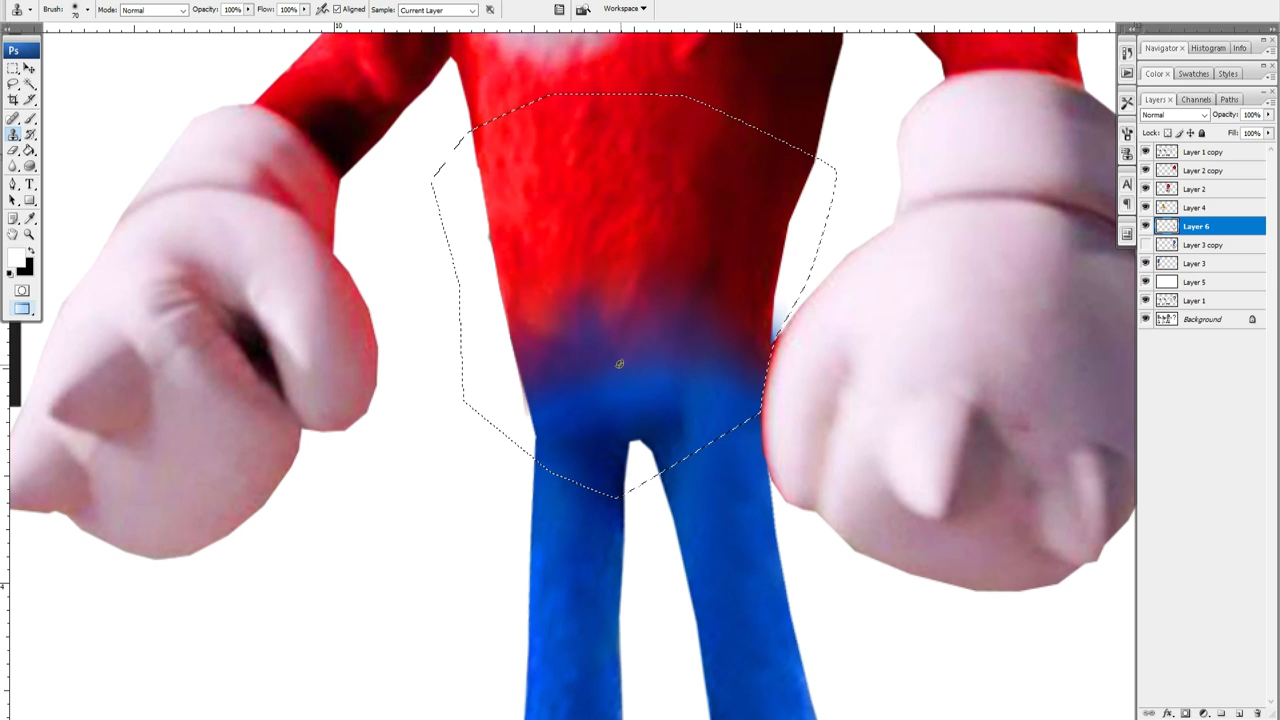 Brush: 70 Mode: Normal Opacity: 100% Flow: 100% Aligned Sample: Current Layer Workspace
10 11
4
Ps
T
Navigator × Histogram Info
Color × Swatches Styles
Layers × Channels Paths
Normal Opacity: 100%
Lock: Fill: 100%
Layer 1 copy
Layer 2 copy
Layer 2
Layer 4
Layer 6
Layer 3 copy
Layer 3
Layer 5
Layer 1
Background